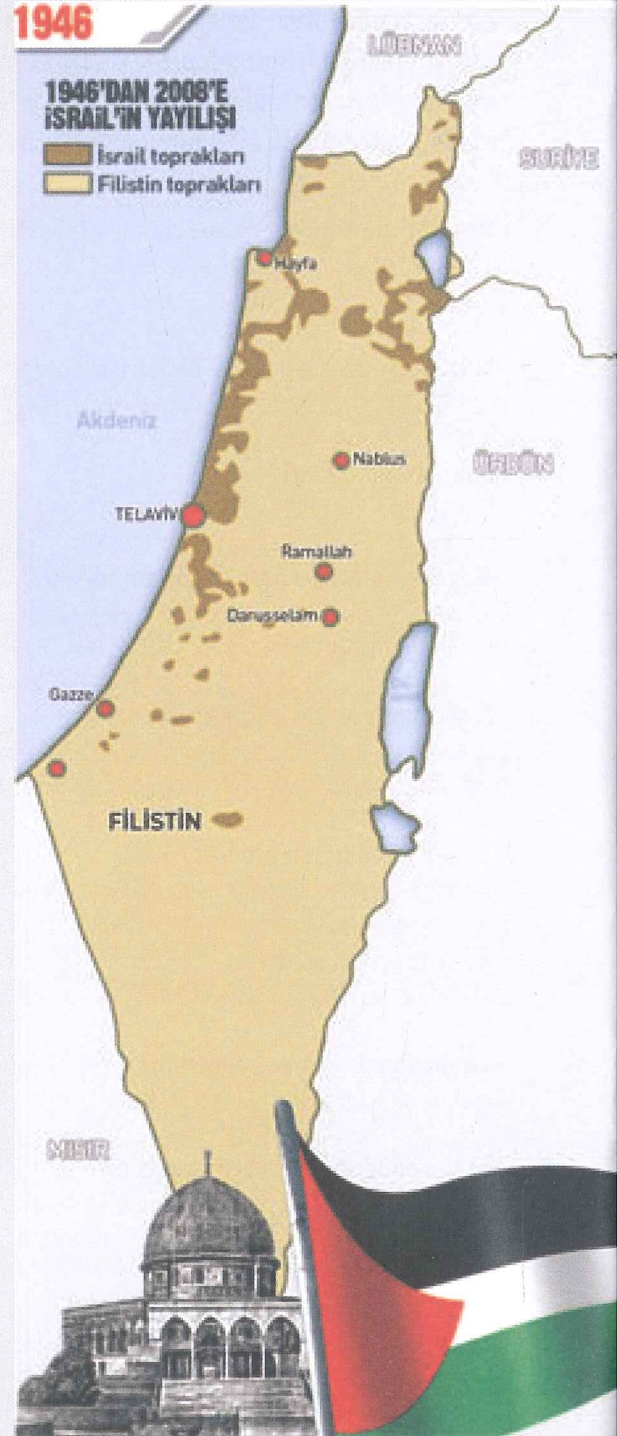 1946
1946'DAN 2008'E
İSRAİL'İN YAYILIŞI
İsrail toprakları
Filistin toprakları
LÜBNAN
SURİYE
Hayfa
Akdeniz
Nablus
ÜRDÜN
TELAVİV
Ramallah
Darusselam
Gazze
FİLİSTİN
MISIR